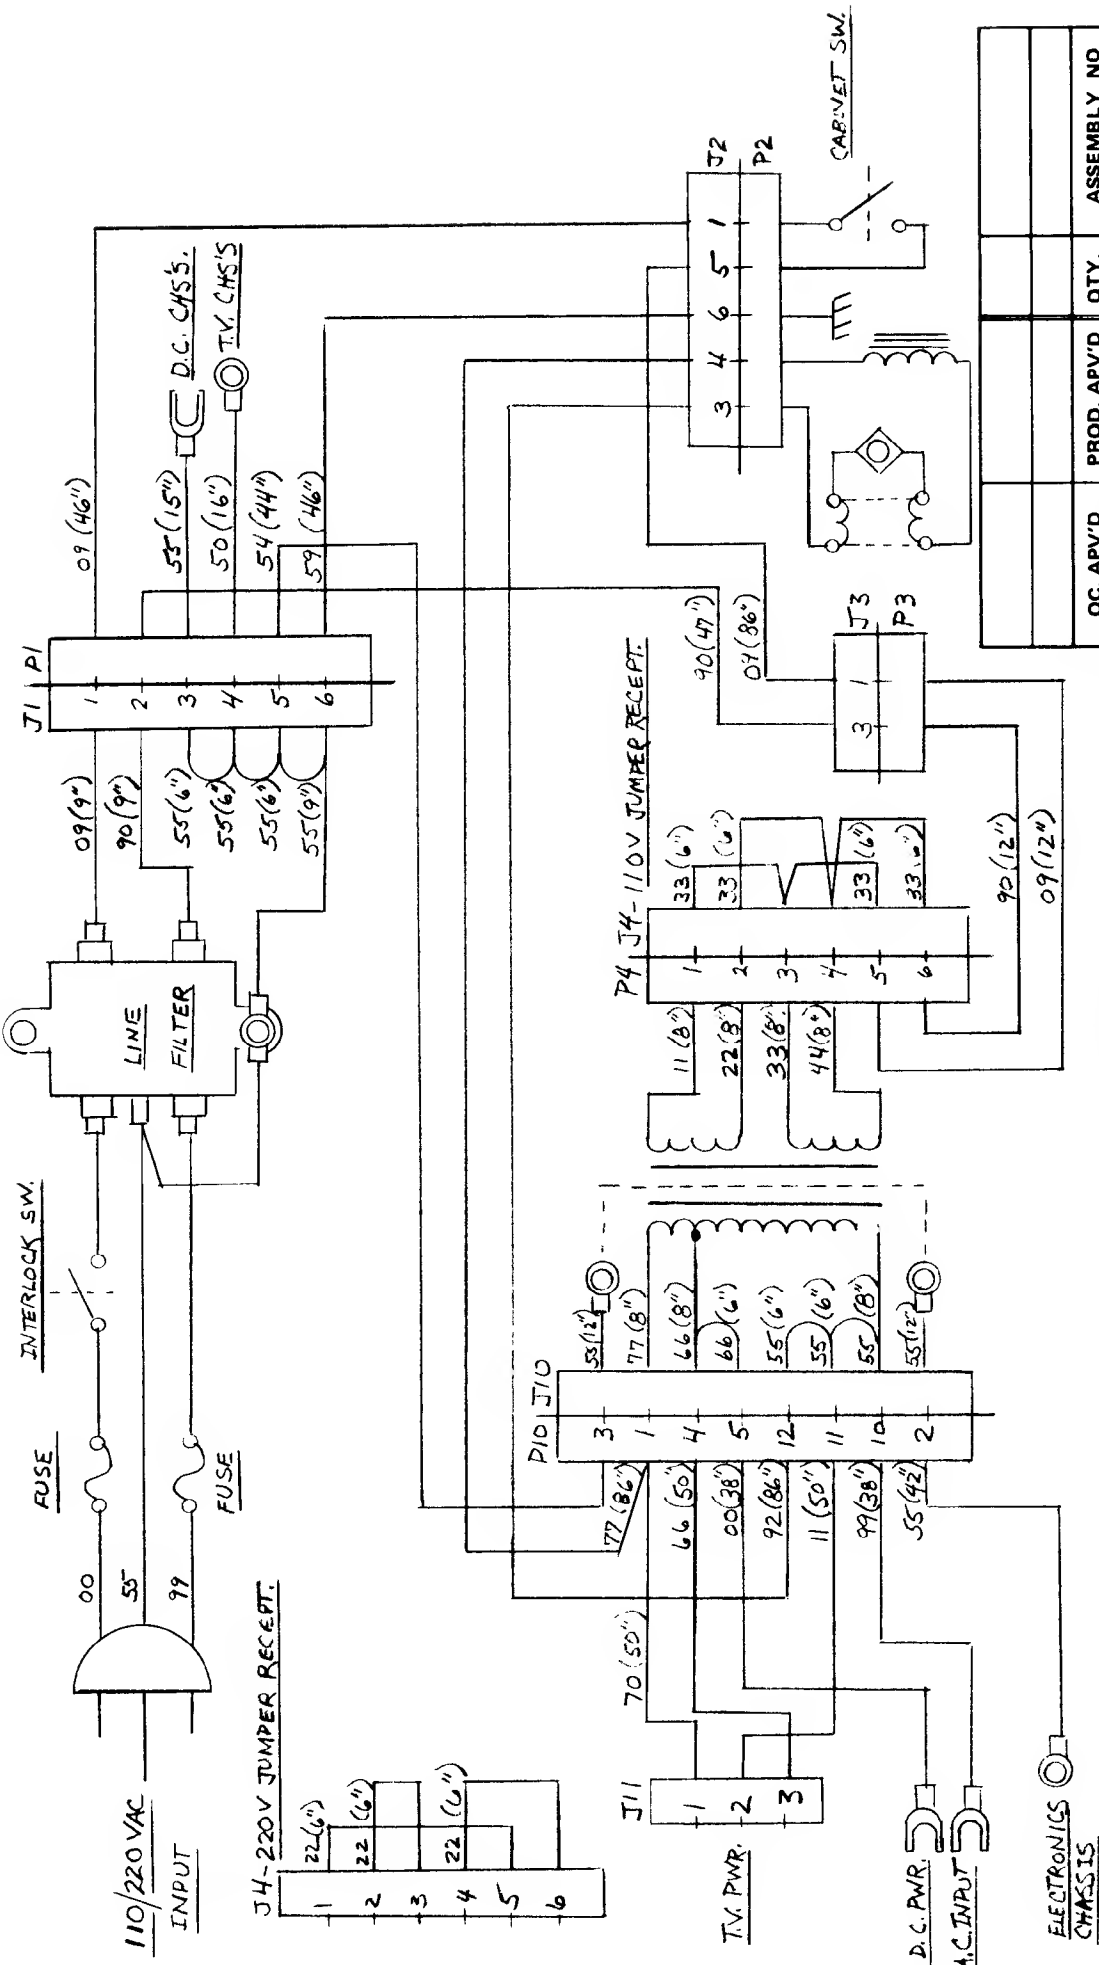 110/220 VAC
INPUT
00
55
99
FUSE
FUSE
INTERLOCK SW.
LINE
FILTER
J1 P1
1
2
3
4
5
6
09(9")
90(9")
55(6")
55(6")
55(6")
55(9")
09(46")
55(15")
50(16")
54(44")
59(46")
D.C. CHS'S.
T.V. CHS'S
J4-220V JUMPER RECEPT.
1
2
3
4
5
6
22(6")
22(6")
22(6")
J11
1
2
3
T.V. PWR.
D.C. PWR.
A.C. INPUT
ELECTRONICS
CHASSIS
70(50")
P10 J10
3
1
4
5
12
11
10
2
77(86")
66(50")
00(38")
92(86")
11(50")
99(38")
55(42")
55(12")
77(8")
66(8")
66(6")
55(6")
55(6")
55(8")
55(12")
P4 J4-110V JUMPER RECEPT.
1
2
3
4
5
6
11(8")
22(8")
33(8")
44(8")
33(6")
33(6")
33(6")
33(6")
90(12")
09(12")
90(47")
J3
P3
3
1
J2
P2
1
5
6
4
3
CABINET SW.
QC APV'D
PROD. APV'D
QTY.
ASSEMBLY NO